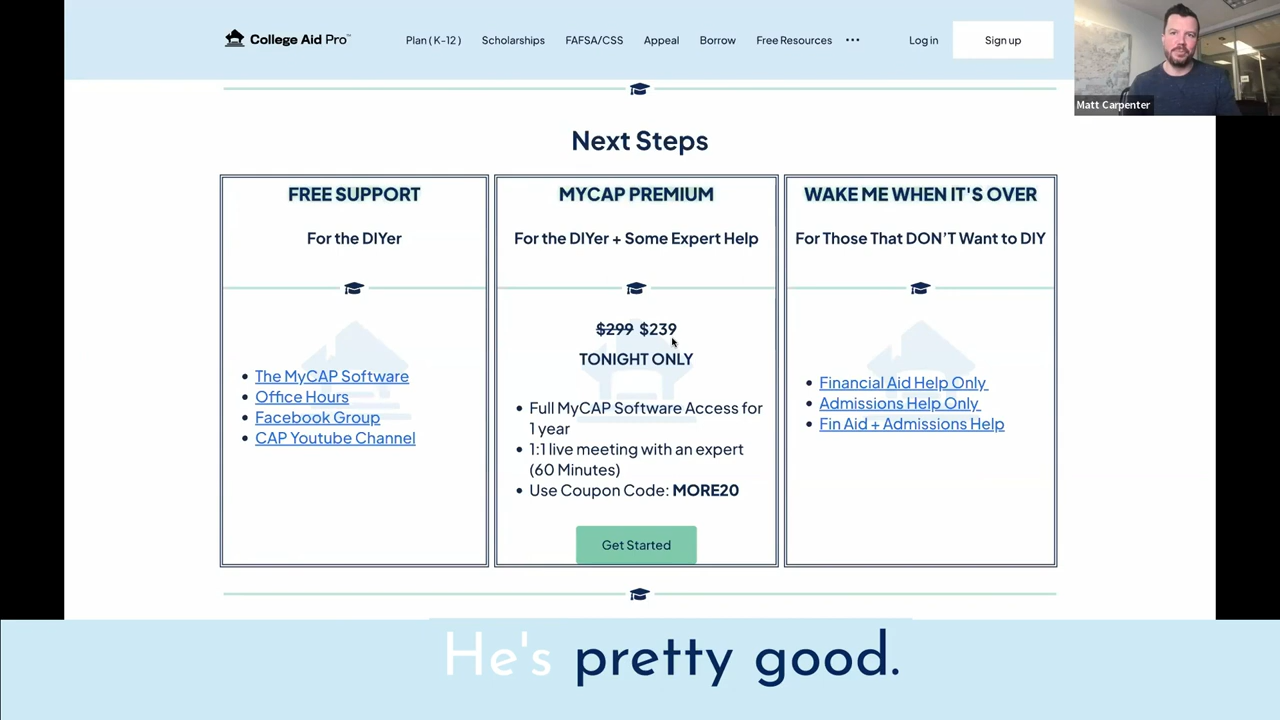 College Aid Pro™
Plan ( K-12 )
Scholarships
FAFSA/CSS
Appeal
Borrow
Free Resources
•••
Log in
Sign up
Matt Carpenter
Next Steps
FREE SUPPORT
For the DIYer
• The MyCAP Software
• Office Hours
• Facebook Group
• CAP Youtube Channel
MYCAP PREMIUM
For the DIYer + Some Expert Help
$299 $239
TONIGHT ONLY
• Full MyCAP Software Access for
1 year
• 1:1 live meeting with an expert
(60 Minutes)
• Use Coupon Code: MORE20
Get Started
WAKE ME WHEN IT'S OVER
For Those That DON'T Want to DIY
• Financial Aid Help Only
• Admissions Help Only
• Fin Aid + Admissions Help
He's pretty good.